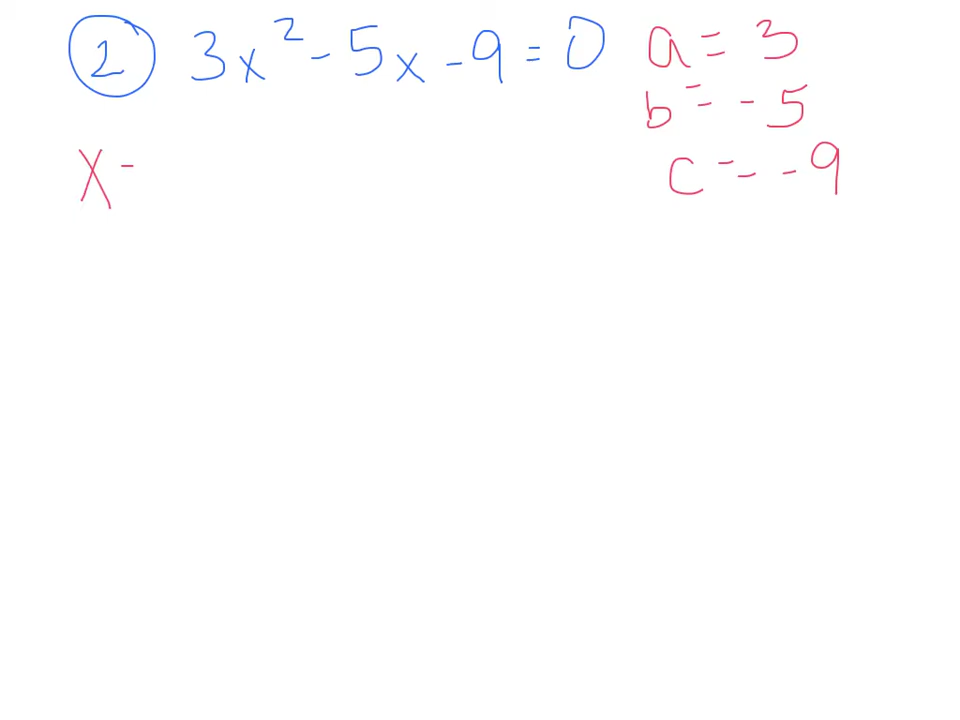 ② 3x² - 5x - 9 = 0
a = 3
b = -5
c = -9
x -